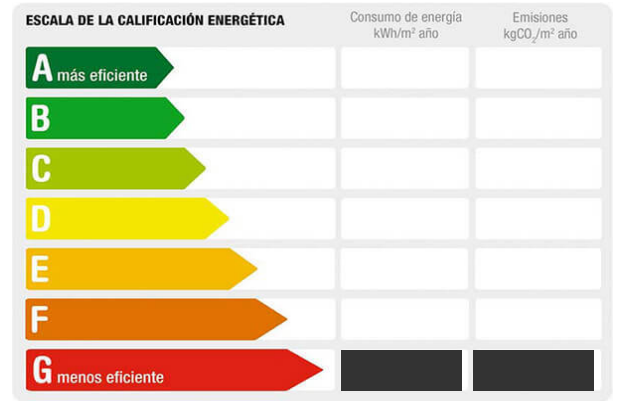 ESCALA DE LA CALIFICACIÓN ENERGÉTICA
Consumo de energía
kWh/m² año
Emisiones
kgCO₂/m² año
A más eficiente
B
C
D
E
F
G menos eficiente